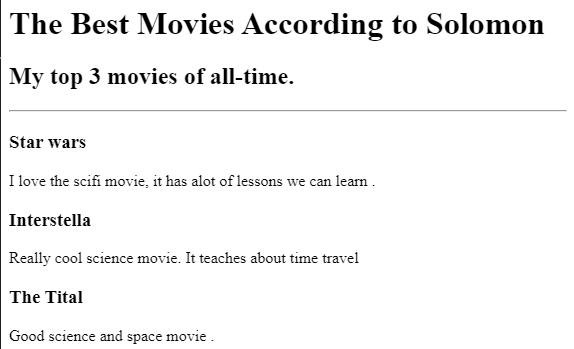 The Best Movies According to Solomon
My top 3 movies of all-time.
Star wars
I love the scifi movie, it has alot of lessons we can learn .
Interstella
Really cool science movie. It teaches about time travel
The Tital
Good science and space movie .